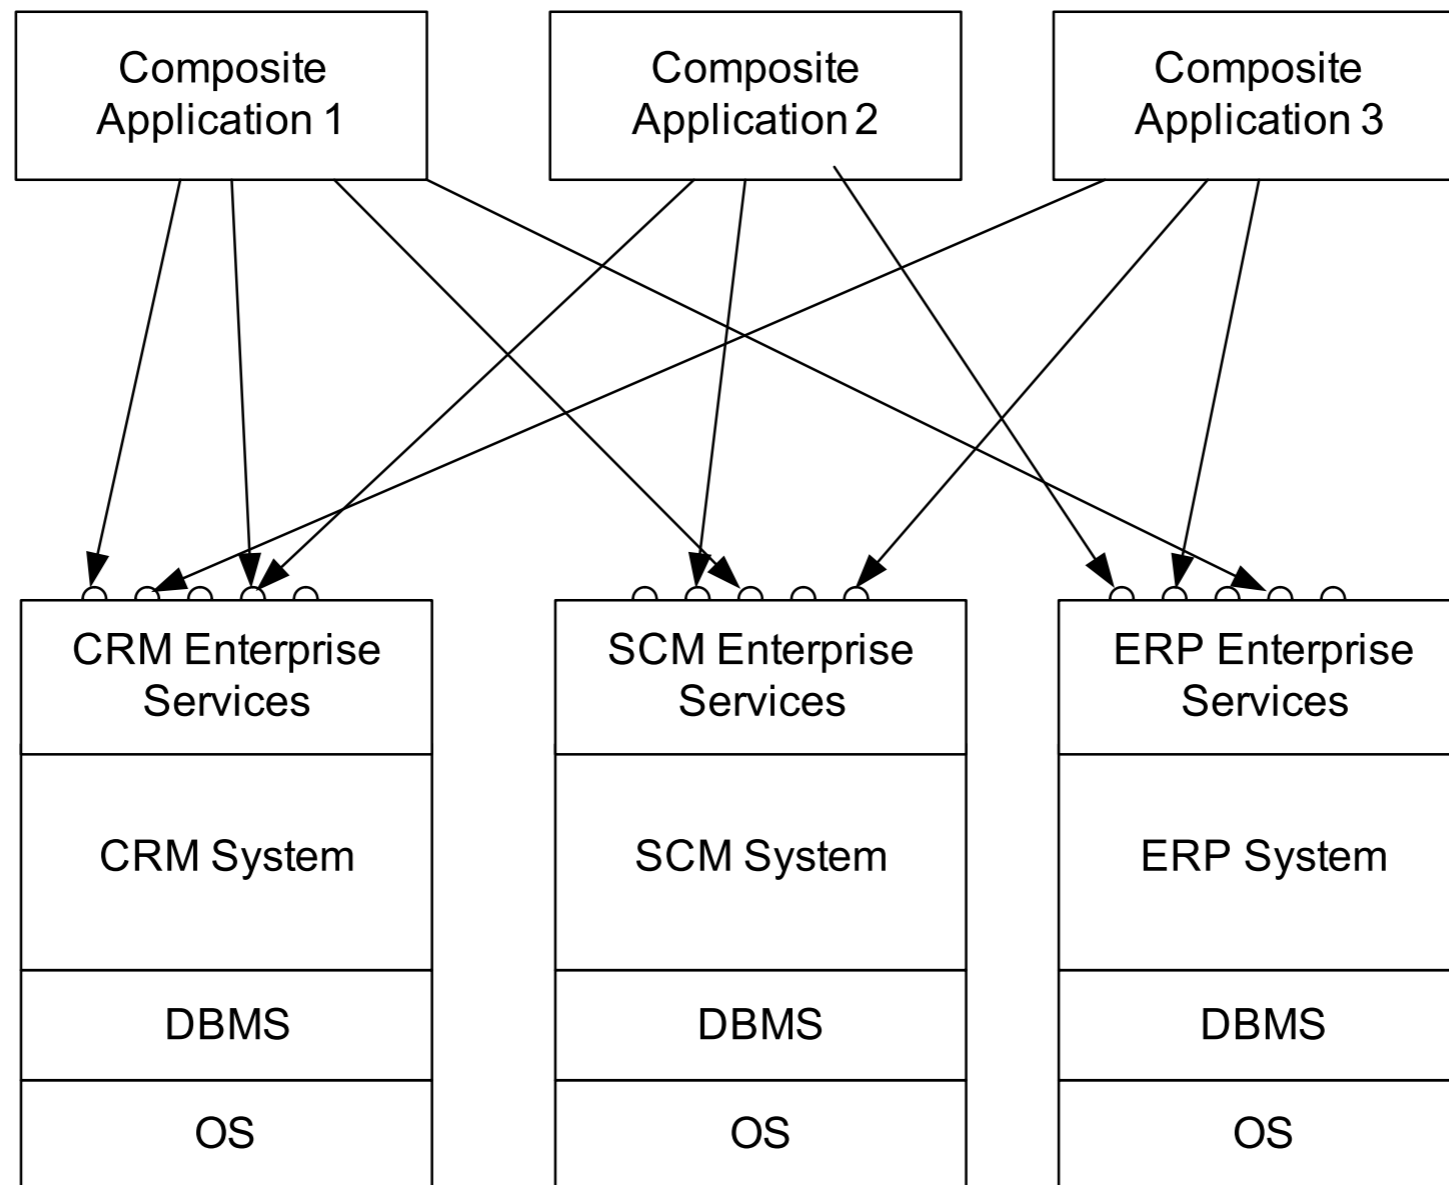 Composite
Application 1
Composite
Application 2
Composite
Application 3
CRM Enterprise
Services
SCM Enterprise
Services
ERP Enterprise
Services
CRM System
SCM System
ERP System
DBMS
DBMS
DBMS
OS
OS
OS